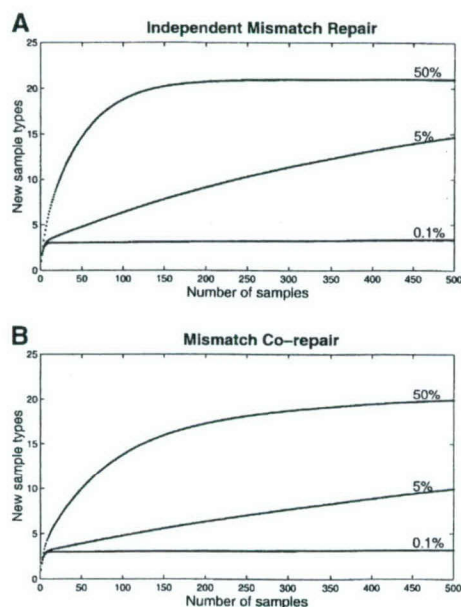 A
Independent Mismatch Repair
25
20
15
10
5
0
New sample types
50%
5%
0.1%
0 50 100 150 200 250 300 350 400 450 500
Number of samples
B
Mismatch Co-repair
25
20
15
10
5
0
New sample types
50%
5%
0.1%
0 50 100 150 200 250 300 350 400 450 500
Number of samples